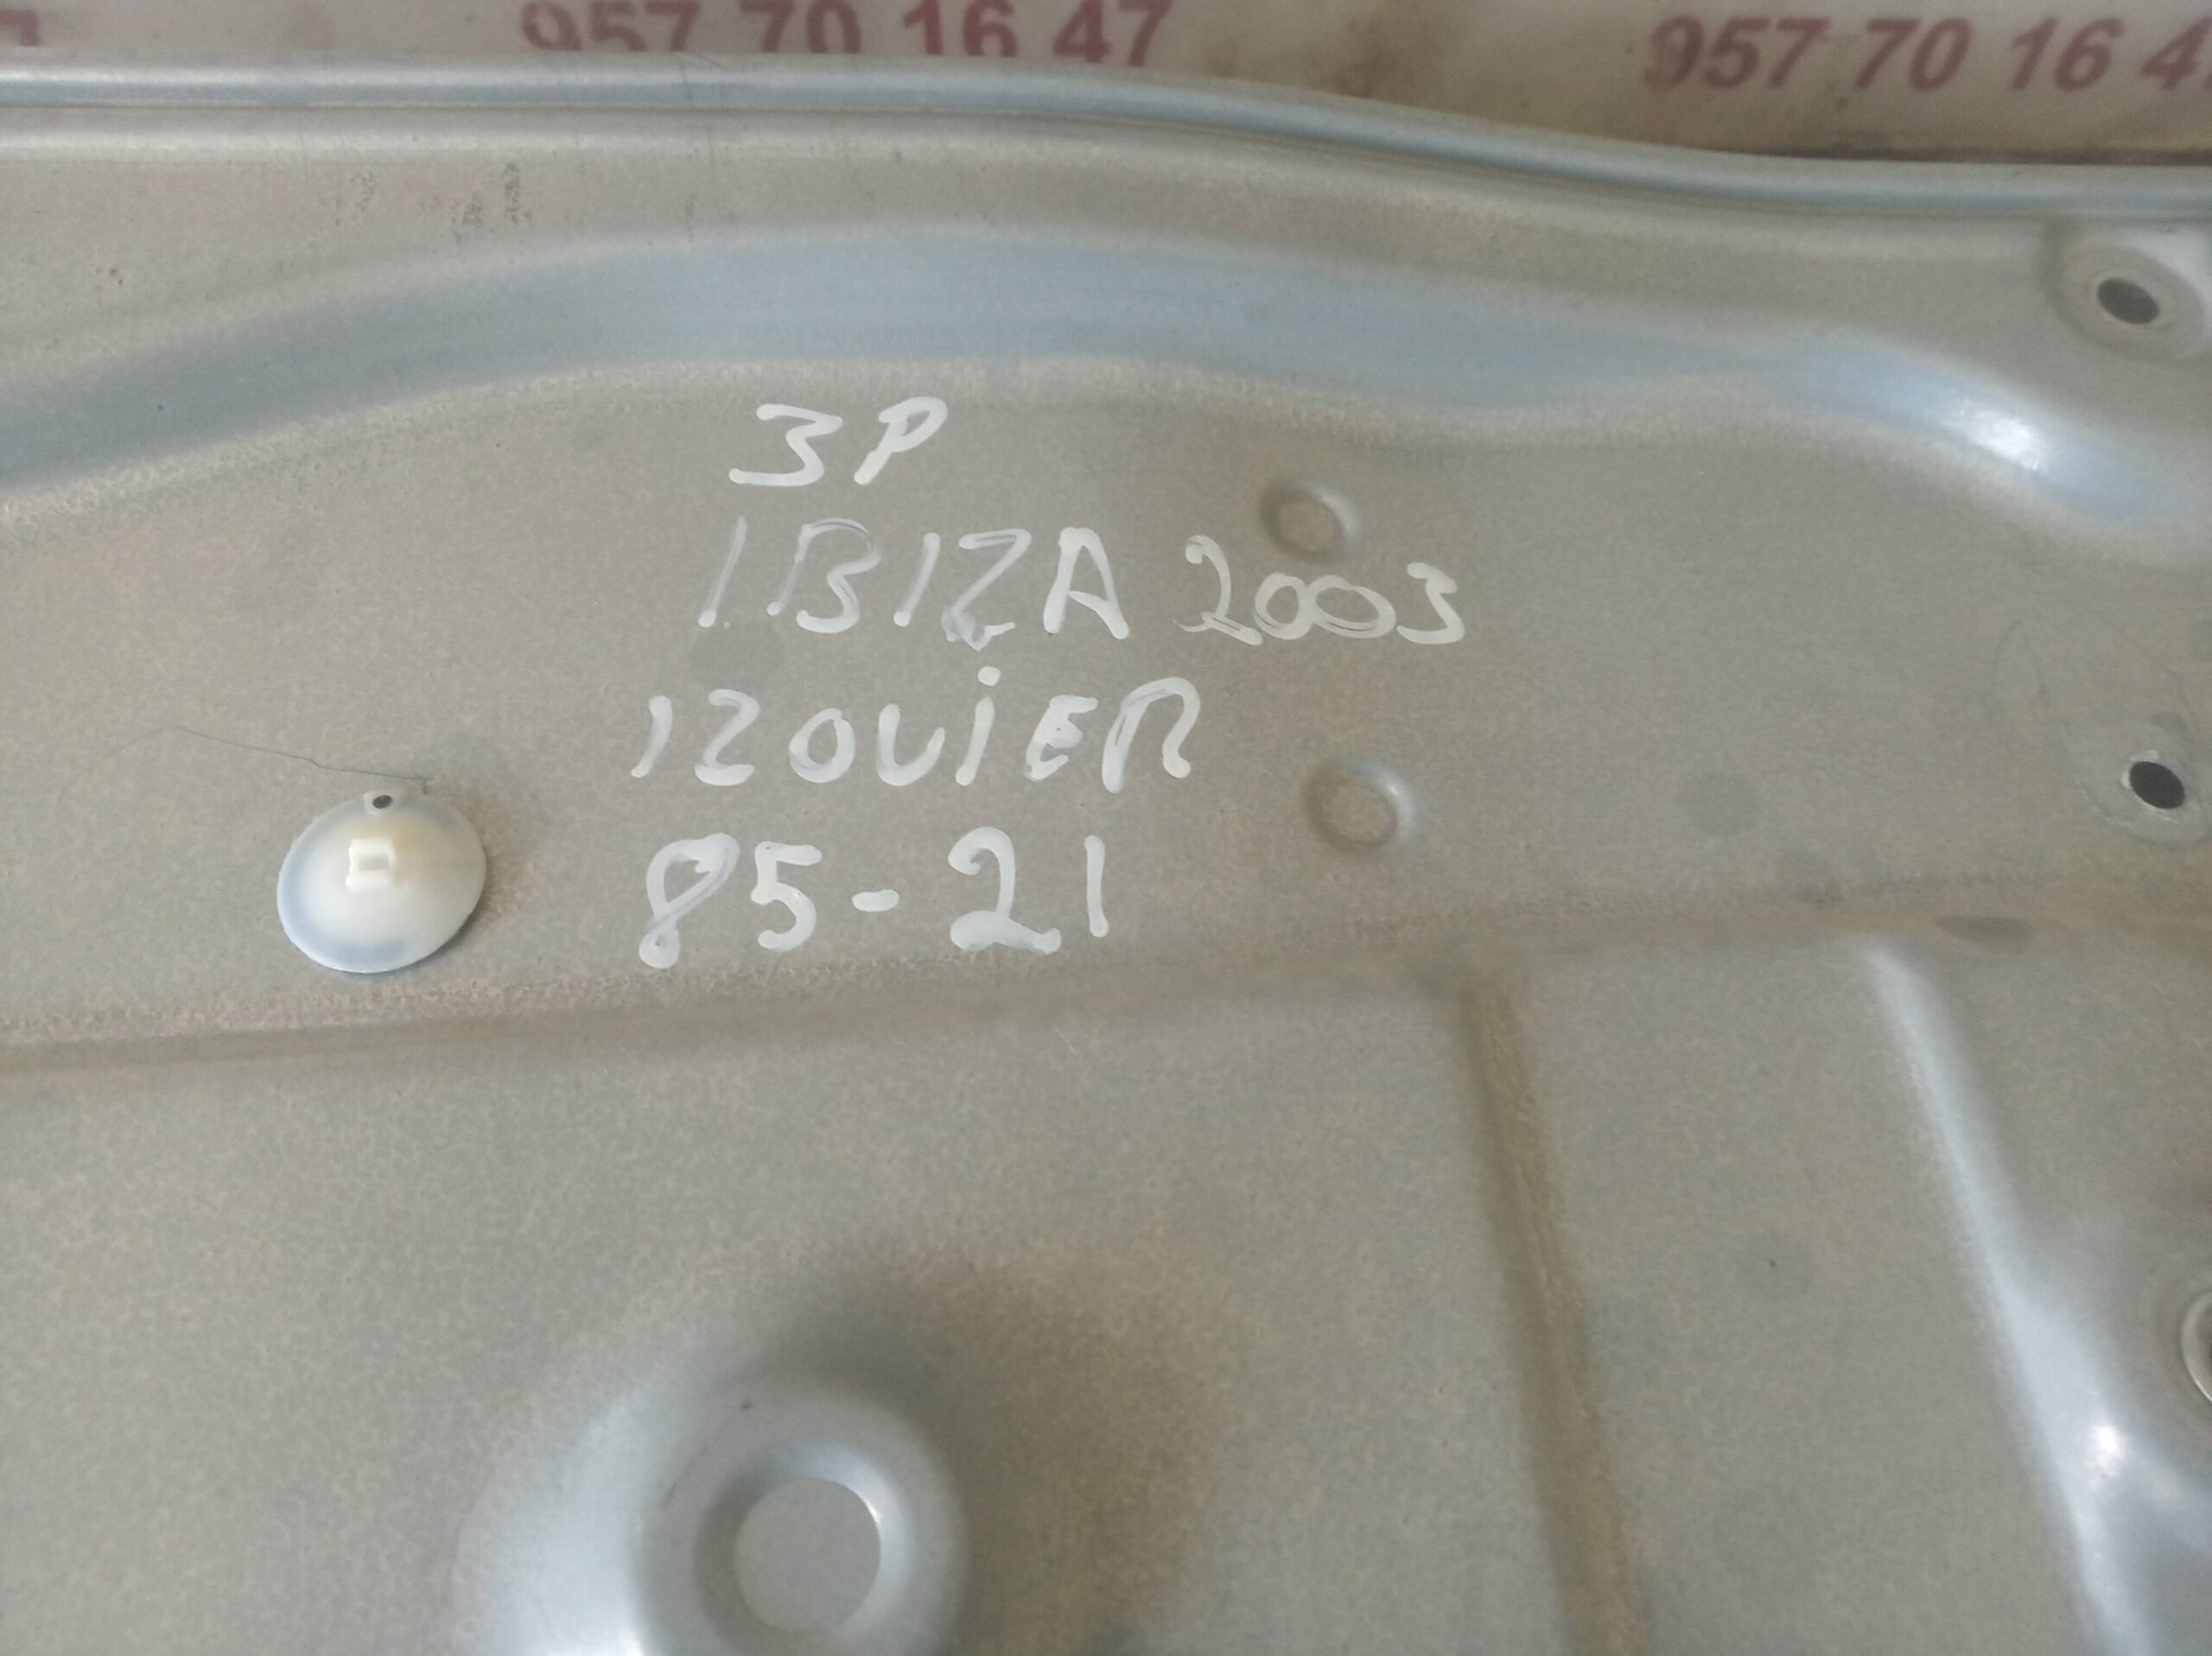 957 70 16 47
957 70 16 4
3P
IBIZA 2003
IZQUIER
85-21